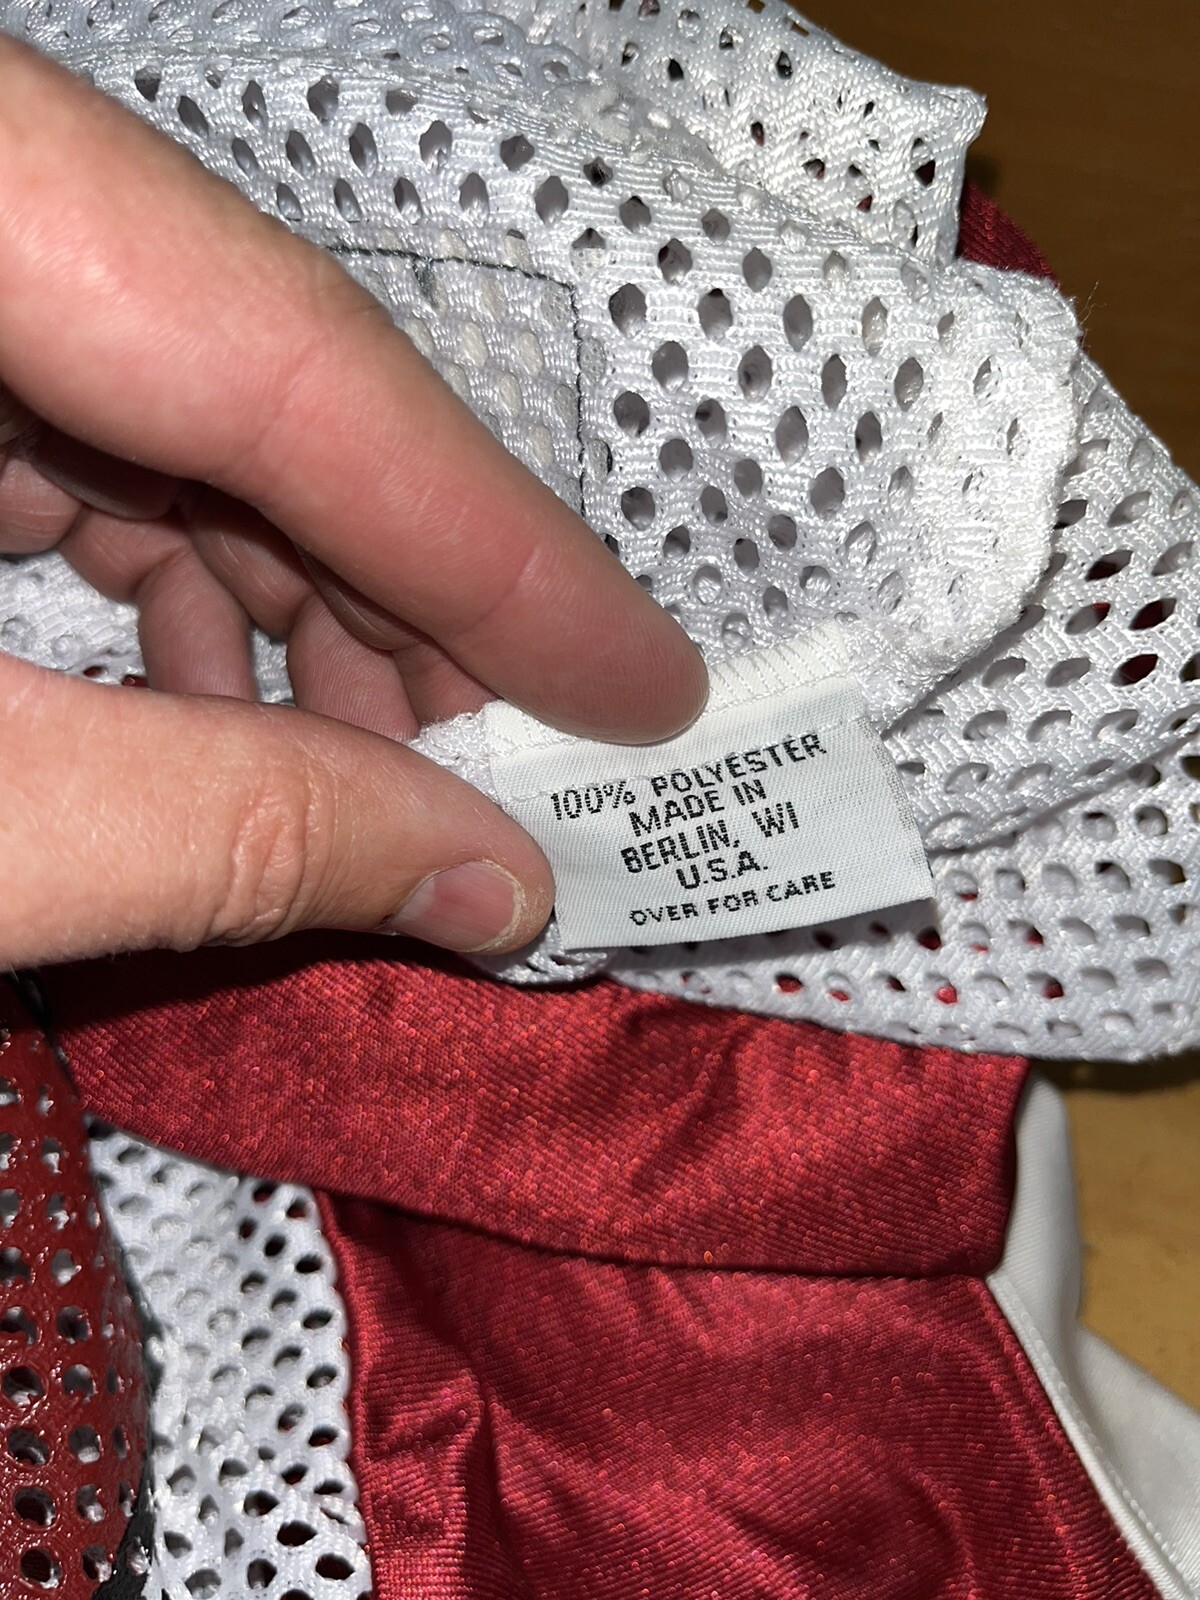 100% POLYESTER
MADE IN
BERLIN, WI
U.S.A.
OVER FOR CARE